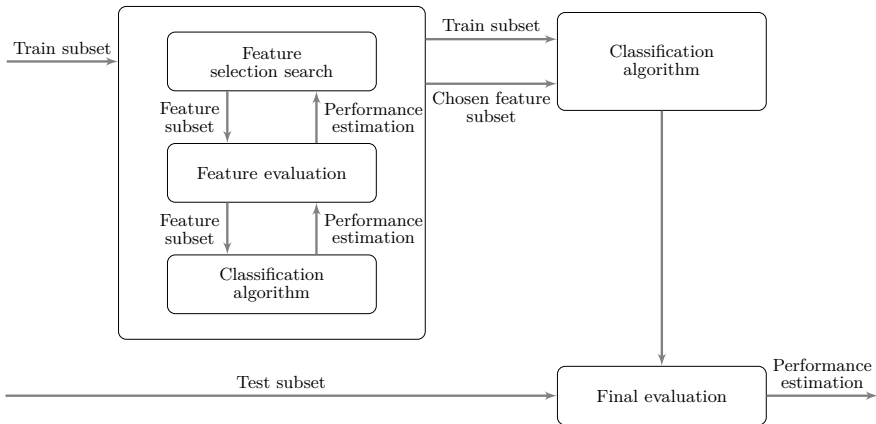 Train subset
Feature
selection search
Feature
subset
Performance
estimation
Feature evaluation
Feature
subset
Performance
estimation
Classification
algorithm
Train subset
Chosen feature
subset
Classification
algorithm
Test subset
Final evaluation
Performance
estimation